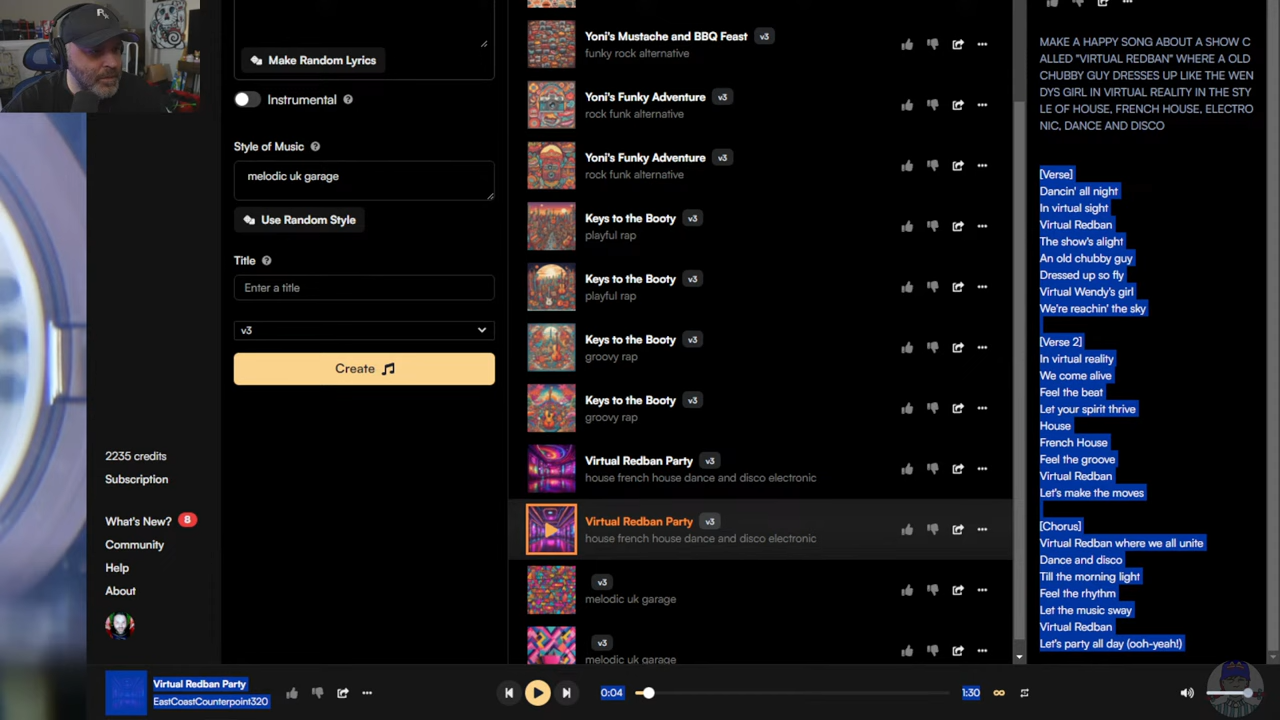 Make Random Lyrics
Instrumental
Style of Music
melodic uk garage
Use Random Style
Title
Enter a title
v3
Create
2235 credits
Subscription
What's New? 8
Community
Help
About
Yoni's Mustache and BBQ Feast v3
funky rock alternative
Yoni's Funky Adventure v3
rock funk alternative
Yoni's Funky Adventure v3
rock funk alternative
Keys to the Booty v3
playful rap
Keys to the Booty v3
playful rap
Keys to the Booty v3
groovy rap
Keys to the Booty v3
groovy rap
Virtual Redban Party v3
house french house dance and disco electronic
Virtual Redban Party v3
house french house dance and disco electronic
v3
melodic uk garage
v3
melodic uk garage
MAKE A HAPPY SONG ABOUT A SHOW C
ALLED "VIRTUAL REDBAN" WHERE A OLD
CHUBBY GUY DRESSES UP LIKE THE WEN
DYS GIRL IN VIRTUAL REALITY IN THE STY
LE OF HOUSE, FRENCH HOUSE, ELECTRO
NIC, DANCE AND DISCO
[Verse]
Dancin' all night
In virtual sight
Virtual Redban
The show's alight
An old chubby guy
Dressed up so fly
Virtual Wendy's girl
We're reachin' the sky
[Verse 2]
In virtual reality
We come alive
Feel the beat
Let your spirit thrive
House
French House
Feel the groove
Virtual Redban
Let's make the moves
[Chorus]
Virtual Redban where we all unite
Dance and disco
Till the morning light
Feel the rhythm
Let the music sway
Virtual Redban
Let's party all day (ooh-yeah!)
Virtual Redban Party
EastCoastCounterpoint320
0:04
1:30